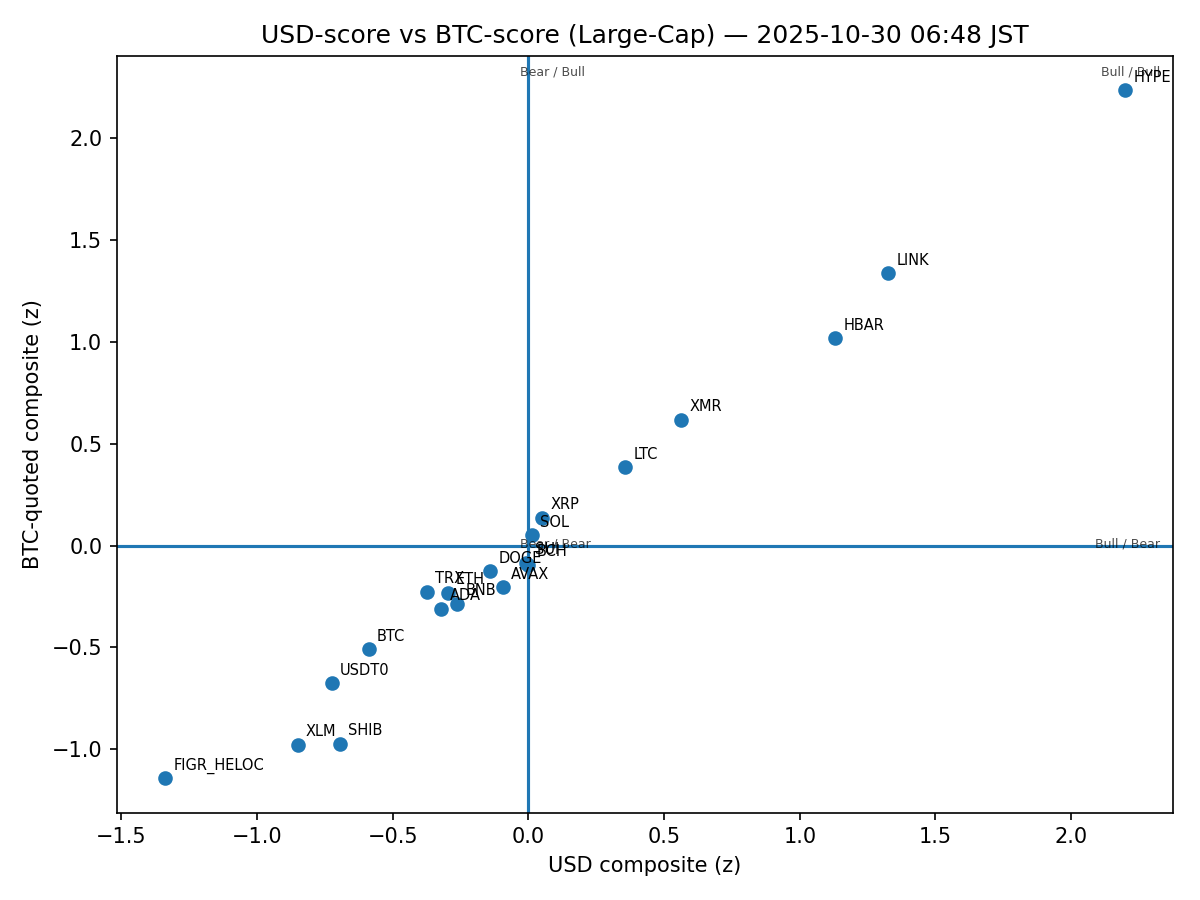 USD-score vs BTC-score (Large-Cap) — 2025-10-30 06:48 JST
Bear / Bull
Bull / Bull
HYPE
2.0
1.5
LINK
HBAR
1.0
XMR
0.5
LTC
XRP
SOL
0.0
Bear / Bear
Bull / Bear
BCH
DOGE
AVAX
TRX
ETH
BNB
ADA
−0.5
BTC
USDT0
XLM
SHIB
−1.0
FIGR_HELOC
−1.5
−1.0
−0.5
0.0
0.5
1.0
1.5
2.0
USD composite (z)
BTC-quoted composite (z)